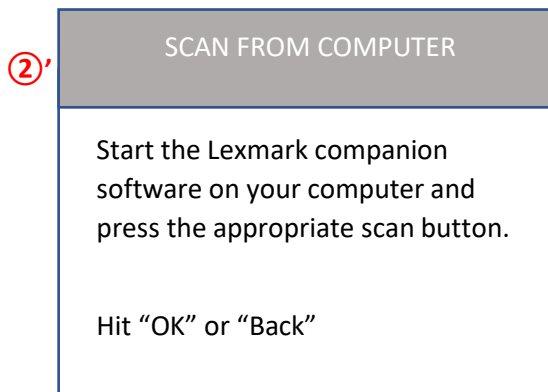 SCAN FROM COMPUTER
②’
Start the Lexmark companion
software on your computer and
press the appropriate scan button.
Hit “OK” or “Back”